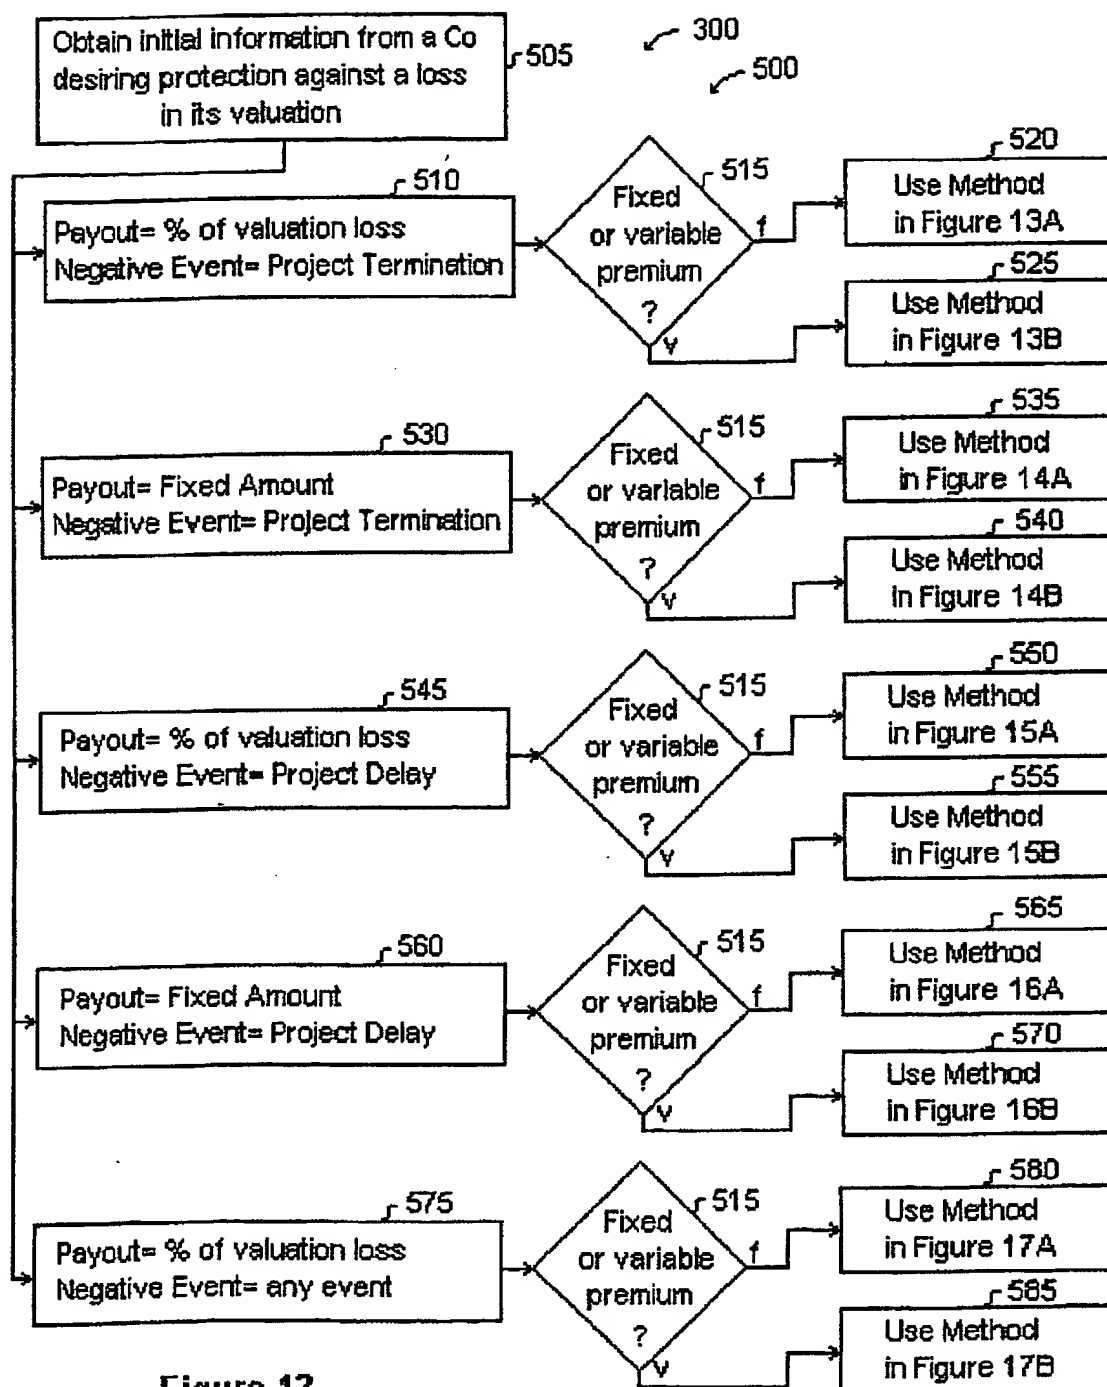 Obtain initial information from a Co
desiring protection against a loss
in its valuation
505
300
500
510
Payout= % of valuation loss
Negative Event= Project Termination
515
Fixed
or variable
premium
?
f
v
520
Use Method
in Figure 13A
525
Use Method
in Figure 13B
530
Payout= Fixed Amount
Negative Event= Project Termination
515
Fixed
or variable
premium
?
f
v
535
Use Method
in Figure 14A
540
Use Method
in Figure 14B
545
Payout= % of valuation loss
Negative Event= Project Delay
515
Fixed
or variable
premium
?
f
v
550
Use Method
in Figure 15A
555
Use Method
in Figure 15B
560
Payout= Fixed Amount
Negative Event= Project Delay
515
Fixed
or variable
premium
?
f
v
565
Use Method
in Figure 16A
570
Use Method
in Figure 16B
575
Payout= % of valuation loss
Negative Event= any event
515
Fixed
or variable
premium
?
f
v
580
Use Method
in Figure 17A
585
Use Method
in Figure 17B
Figure 12